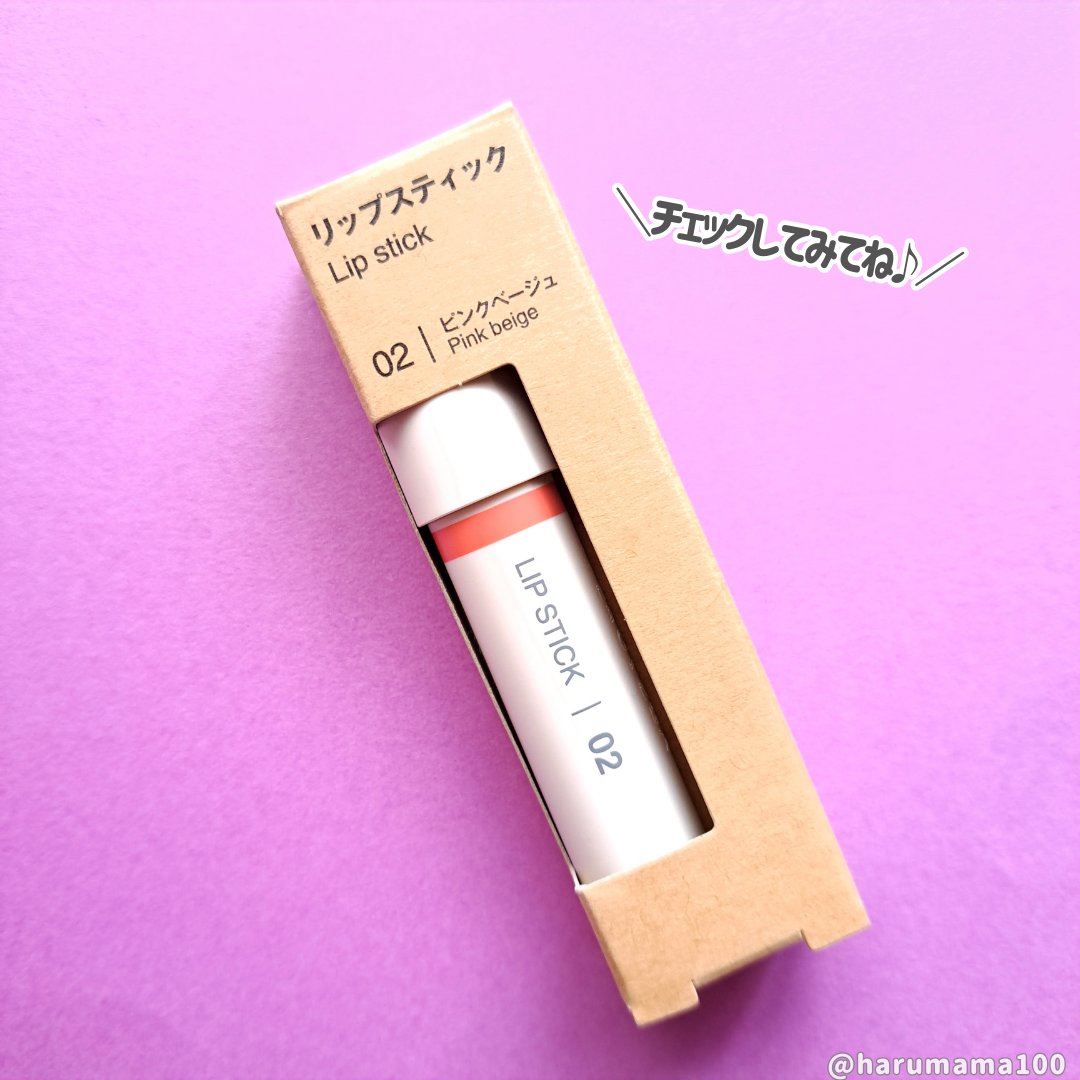 リップスティック
Lip stick
02 | ピンクベージュ
Pink beige
\チェックしてみてね♪/
LIP STICK | 02
@harumama100